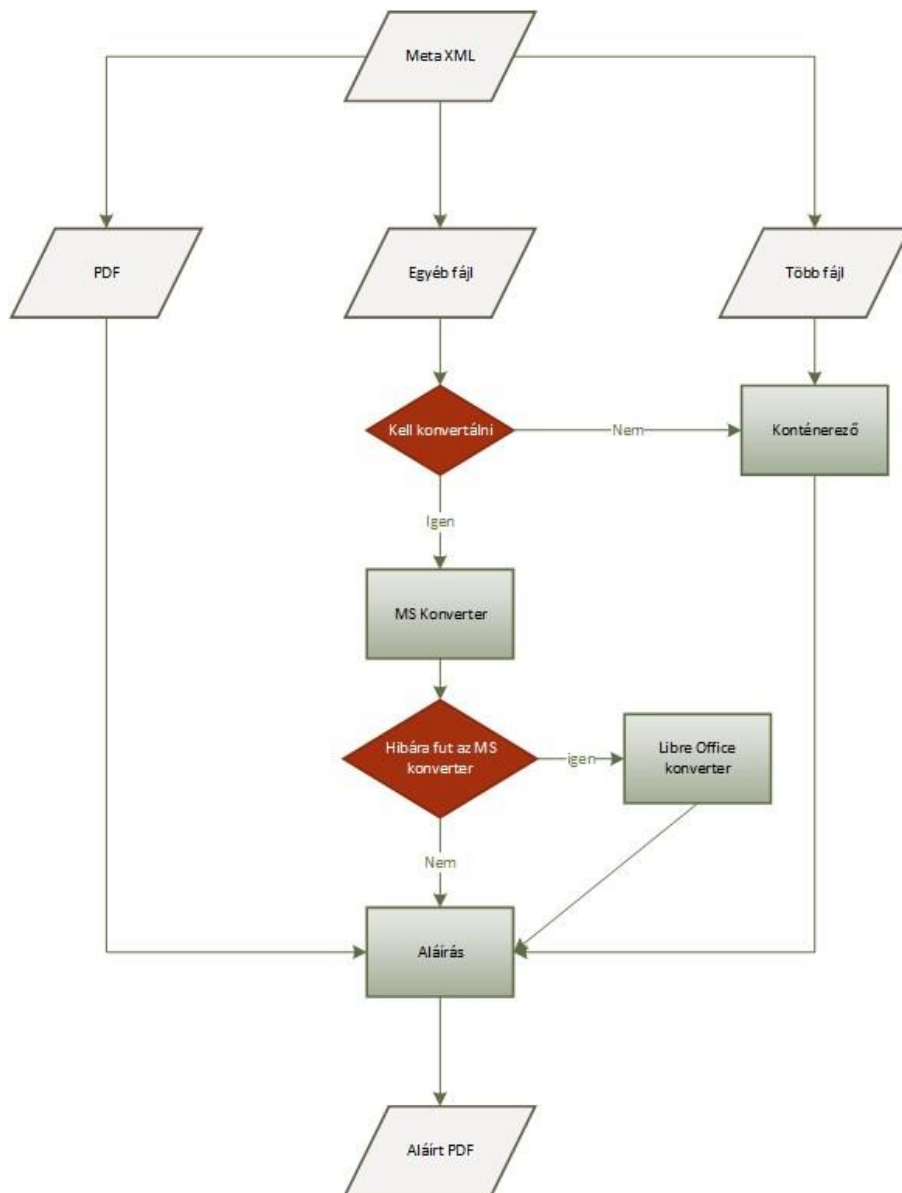 Meta XML
PDF
Egyéb fájl
Több fájl
Kell konvertálni
Nem
Konténerező
Igen
MS Konverter
Hibára fut az MS
konverter
igen
Libre Office
konverter
Nem
Aláírás
Aláírt PDF